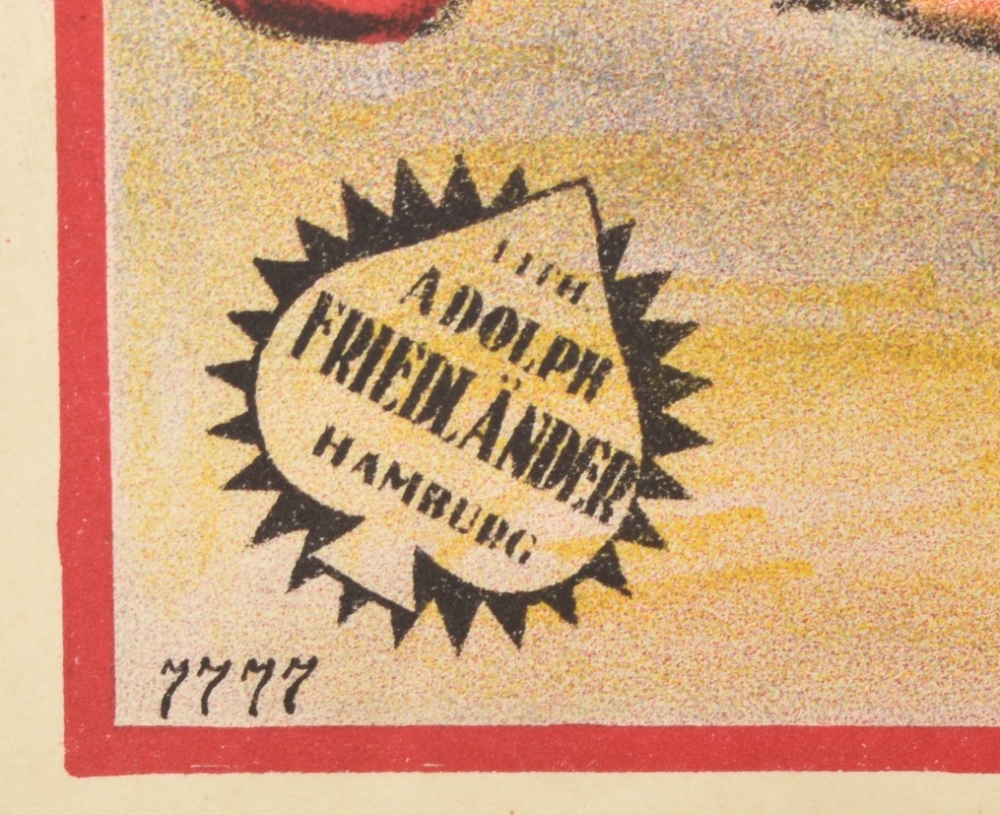 LITH.
ADOLPH
FRIEDLÄNDER
HAMBURG
7777